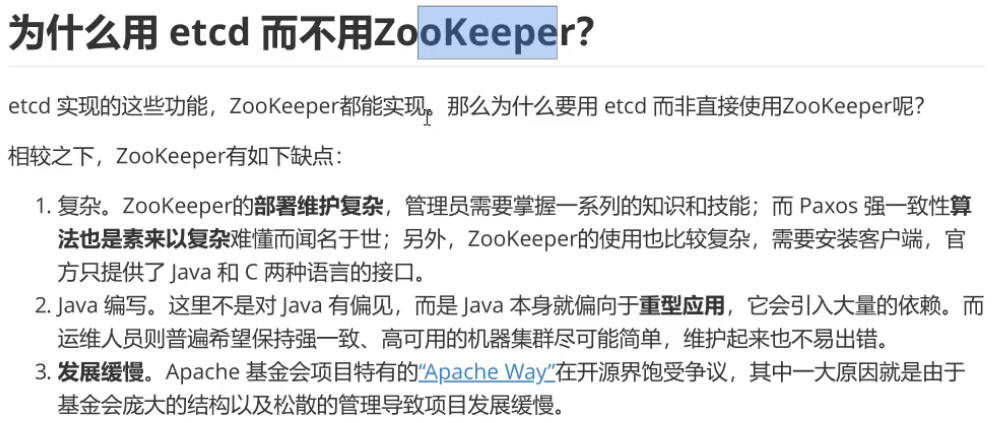 为什么用 etcd 而不用ZooKeeper?
etcd 实现的这些功能，ZooKeeper都能实现。那么为什么要用 etcd 而非直接使用ZooKeeper呢？
相较之下，ZooKeeper有如下缺点：
1. 复杂。ZooKeeper的部署维护复杂，管理员需要掌握一系列的知识和技能；而 Paxos 强一致性算
法也是素来以复杂难懂而闻名于世；另外，ZooKeeper的使用也比较复杂，需要安装客户端，官
方只提供了 Java 和 C 两种语言的接口。
2. Java 编写。这里不是对 Java 有偏见，而是 Java 本身就偏向于重型应用，它会引入大量的依赖。而
运维人员则普遍希望保持强一致、高可用的机器集群尽可能简单，维护起来也不易出错。
3. 发展缓慢。Apache 基金会项目特有的“Apache Way”在开源界饱受争议，其中一大原因就是由于
基金会庞大的结构以及松散的管理导致项目发展缓慢。